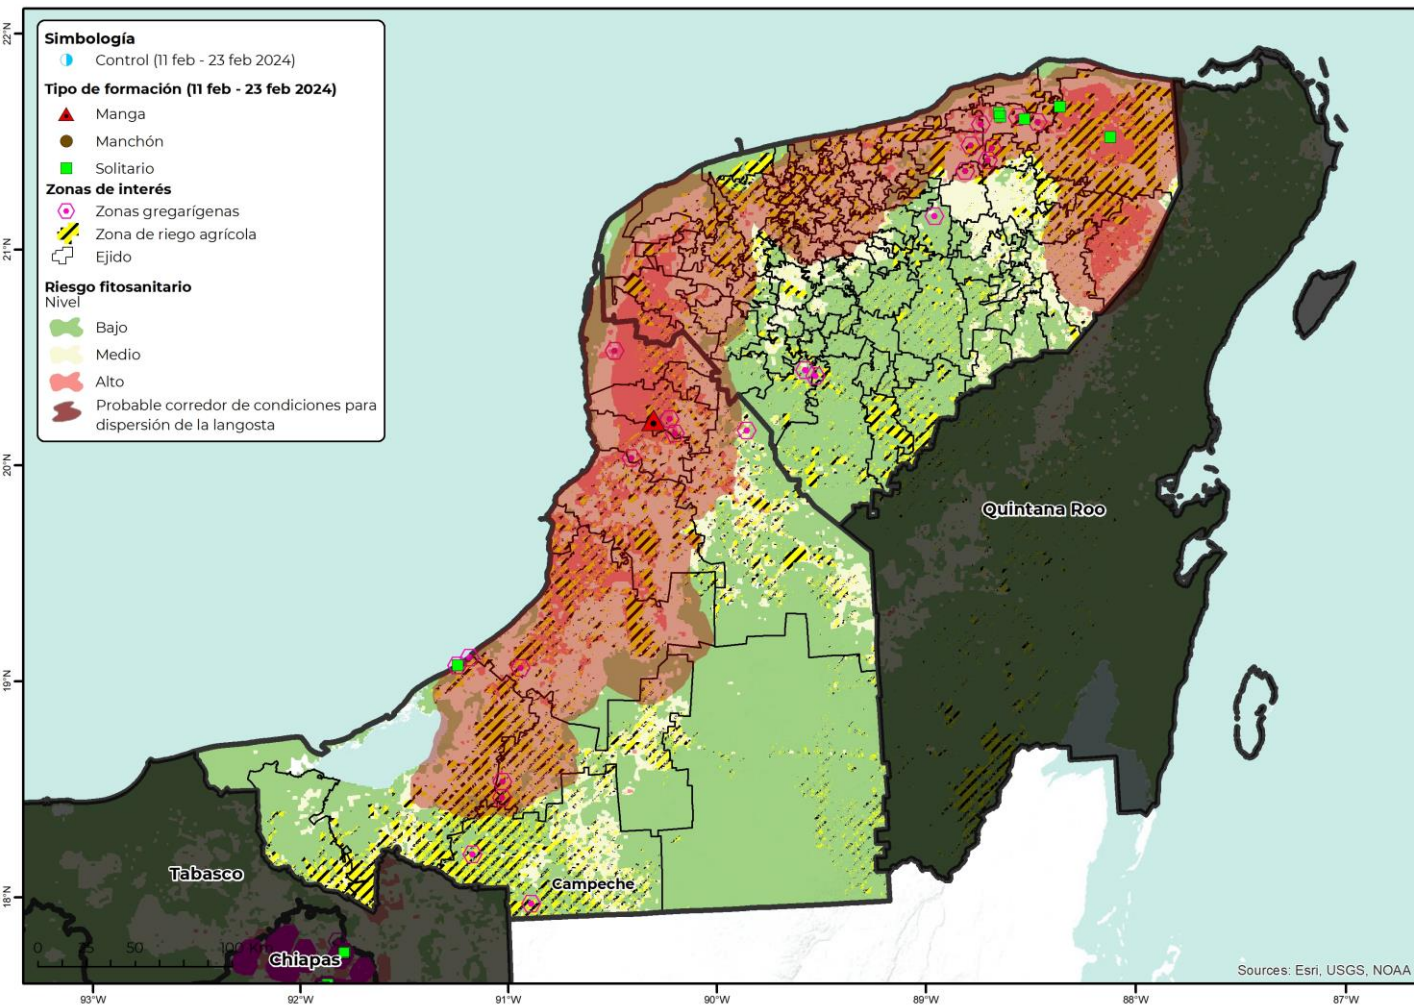 Simbología
Control (11 feb - 23 feb 2024)
Tipo de formación (11 feb - 23 feb 2024)
Manga
Manchón
Solitario
Zonas de interés
Zonas gregarígenas
Zona de riego agrícola
Ejido
Riesgo fitosanitario
Nivel
Bajo
Medio
Alto
Probable corredor de condiciones para
dispersión de la langosta
22°N
21°N
20°N
19°N
18°N
Quintana Roo
Tabasco
Campeche
Chiapas
0 25 50 100 Km
Sources: Esri, USGS, NOAA
93°W 92°W 91°W 90°W 89°W 88°W 87°W